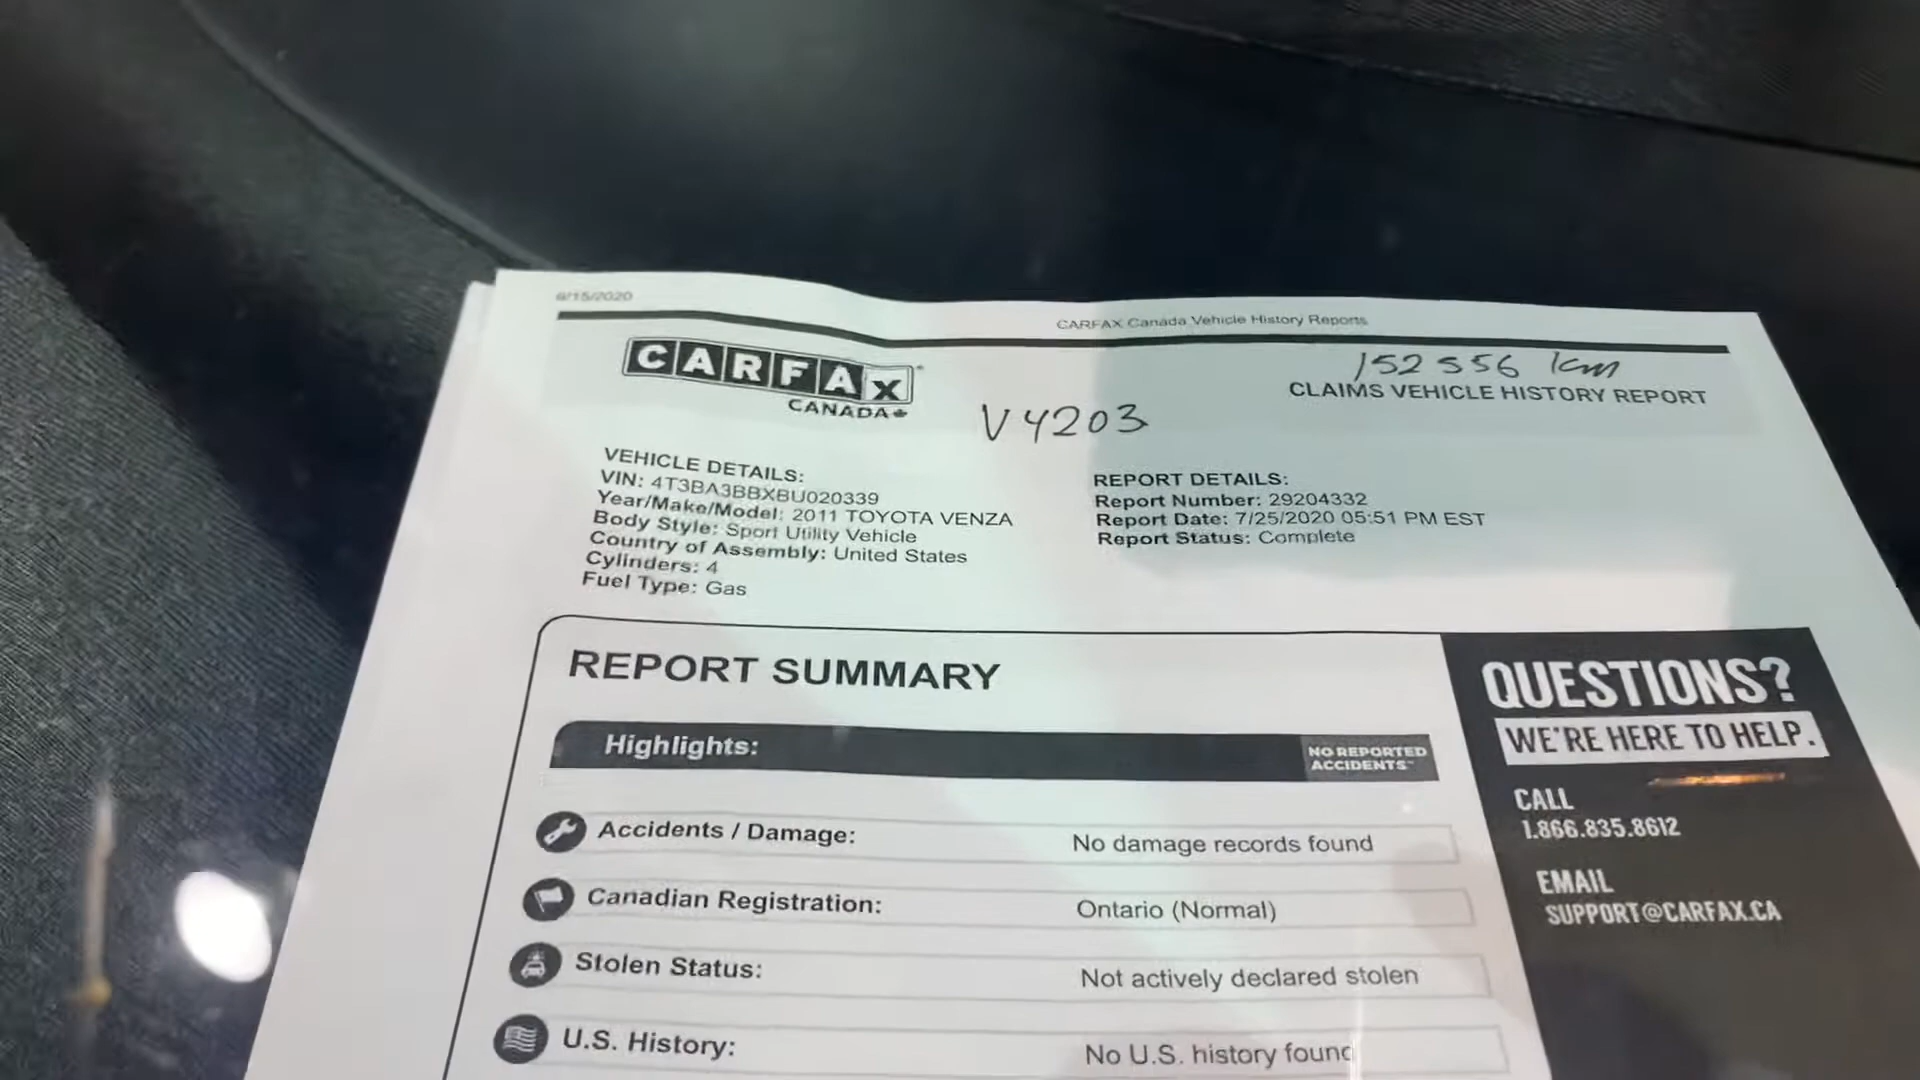 6/15/2020
CARFAX Canada Vehicle History Reports
CARFAX
CANADA
152 556 km
CLAIMS VEHICLE HISTORY REPORT
V4203
VEHICLE DETAILS:
VIN: 4T3BA3BBXBU020339
Year/Make/Model: 2011 TOYOTA VENZA
Body Style: Sport Utility Vehicle
Country of Assembly: United States
Cylinders: 4
Fuel Type: Gas
REPORT DETAILS:
Report Number: 29204332
Report Date: 7/25/2020 05:51 PM EST
Report Status: Complete
REPORT SUMMARY
Highlights:
NO REPORTED
ACCIDENTS™
Accidents / Damage: No damage records found
Canadian Registration: Ontario (Normal)
Stolen Status: Not actively declared stolen
U.S. History: No U.S. history found
QUESTIONS?
WE'RE HERE TO HELP.
CALL
1.866.835.8612
EMAIL
SUPPORT@CARFAX.CA